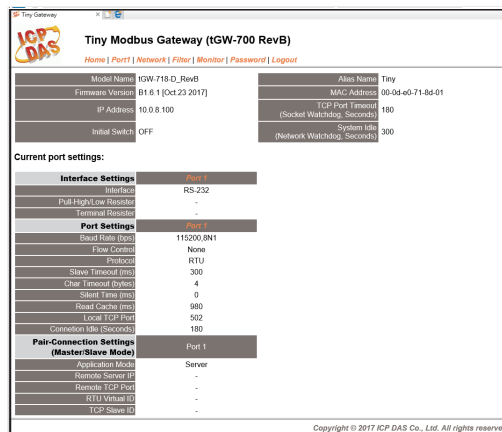 Tiny Gateway
ICP DAS
Tiny Modbus Gateway (tGW-700 RevB)
Home | Port1 | Network | Filter | Monitor | Password | Logout
Model Name tGW-718-D_RevB Alias Name Tiny
Firmware Version B1.6.1 [Oct.23 2017] MAC Address 00-0d-e0-71-8d-01
IP Address 10.0.8.100 TCP Port Timeout (Socket Watchdog, Seconds) 180
Initial Switch OFF System Idle (Network Watchdog, Seconds) 300
Current port settings:
Interface Settings Port 1
Interface RS-232
Pull-High/Low Resister -
Terminal Resister -
Port Settings Port 1
Baud Rate (bps) 115200,8N1
Flow Control None
Protocol RTU
Slave Timeout (ms) 300
Char Timeout (bytes) 4
Silent Time (ms) 0
Read Cache (ms) 980
Local TCP Port 502
Connetion Idle (Seconds) 180
Pair-Connection Settings
(Master/Slave Mode) Port 1
Application Mode Server
Remote Server IP -
Remote TCP Port -
RTU Virtual ID -
TCP Slave ID -
Copyright © 2017 ICP DAS Co., Ltd. All rights reserve